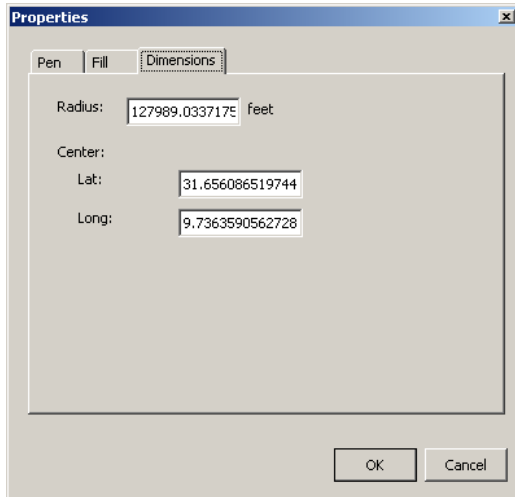 Properties
Pen Fill Dimensions
Radius: 127989.0337175 feet
Center:
Lat: 31.656086519744
Long: 9.7363590562728
OK Cancel